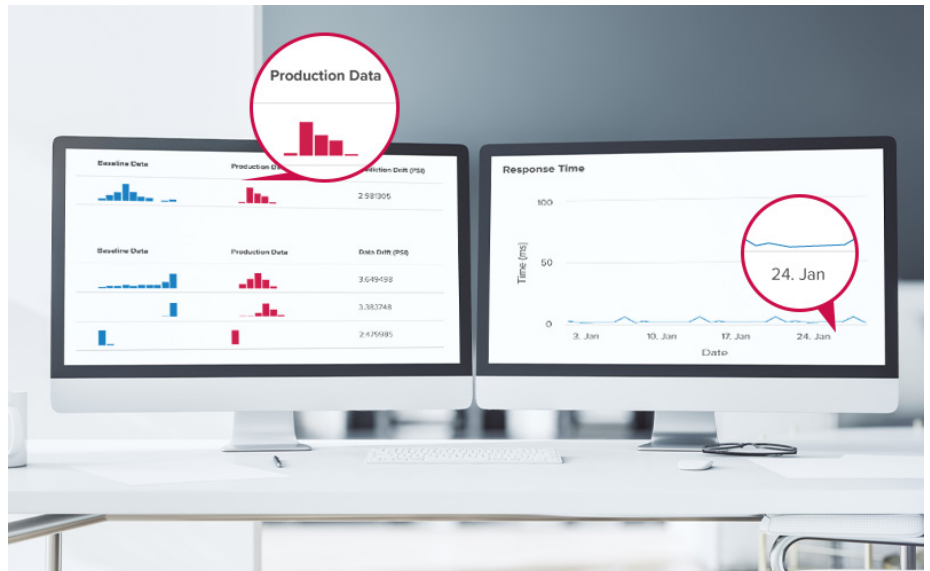 Production Data
Baseline Data
Production Da
ediction Drift (PSI)
2.981305
Baseline Data
Production Data
Data Drift (PSI)
3.649498
3.383748
2.479985
Response Time
100
50
0
Time (ms)
24. Jan
3. Jan
10. Jan
17. Jan
24. Jan
Date